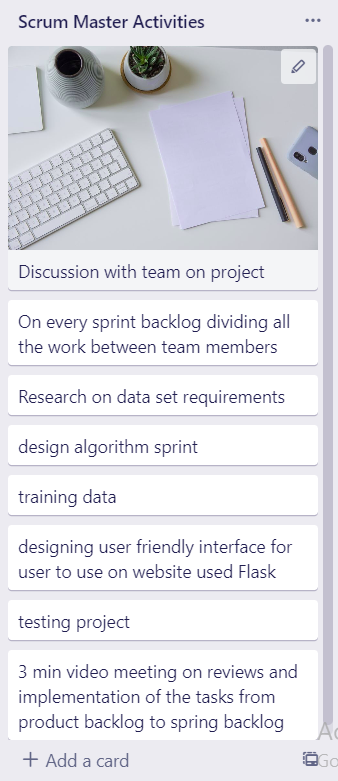 Scrum Master Activities
Discussion with team on project
On every sprint backlog dividing all
the work between team members
Research on data set requirements
design algorithm sprint
training data
designing user friendly interface for
user to use on website used Flask
testing project
3 min video meeting on reviews and
implementation of the tasks from
product backlog to spring backlog
+ Add a card